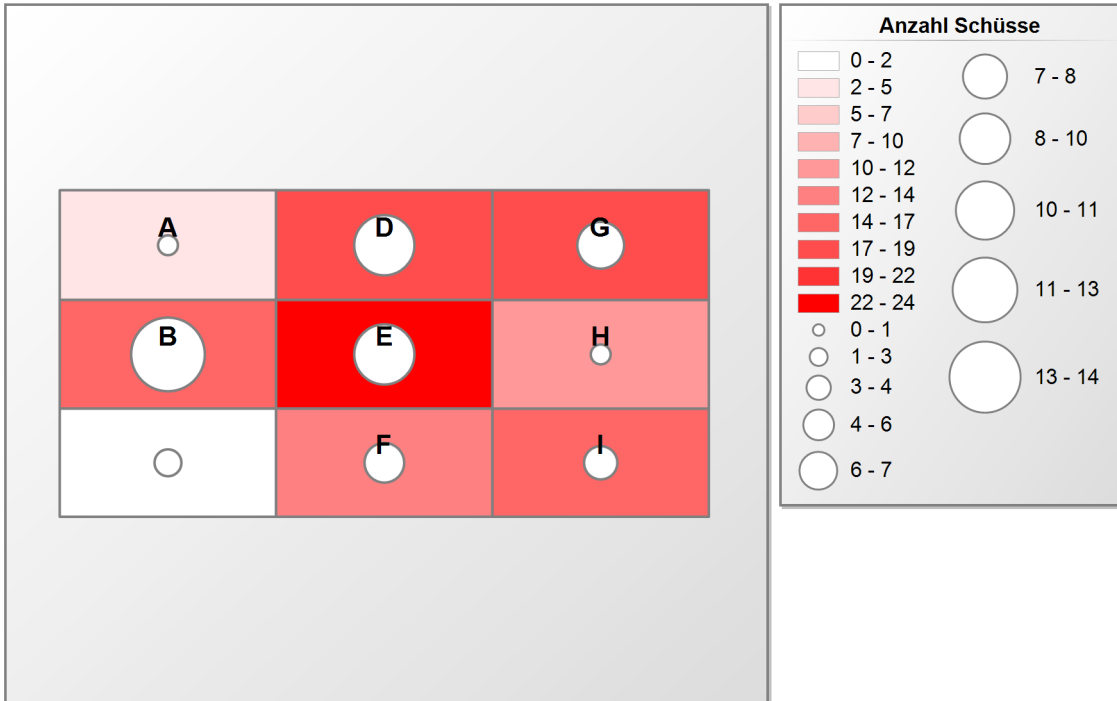 Anzahl Schüsse
0 - 2
2 - 5
5 - 7
7 - 10
10 - 12
12 - 14
14 - 17
17 - 19
19 - 22
22 - 24
0 - 1
1 - 3
3 - 4
4 - 6
6 - 7
7 - 8
8 - 10
10 - 11
11 - 13
13 - 14
A D G
B E H
F I